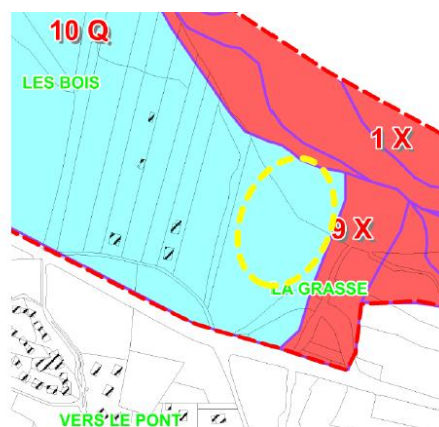 10 Q
LES BOIS
1 X
9 X
LA GRASSE
VERS LE PONT